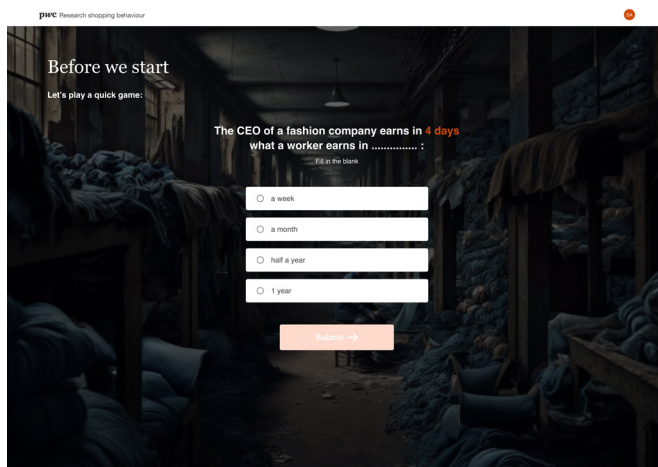 pwc Research shopping behaviour
Before we start
Let's play a quick game:
The CEO of a fashion company earns in 4 days
what a worker earns in .............. :
Fill in the blank
a week
a month
half a year
1 year
Submit →